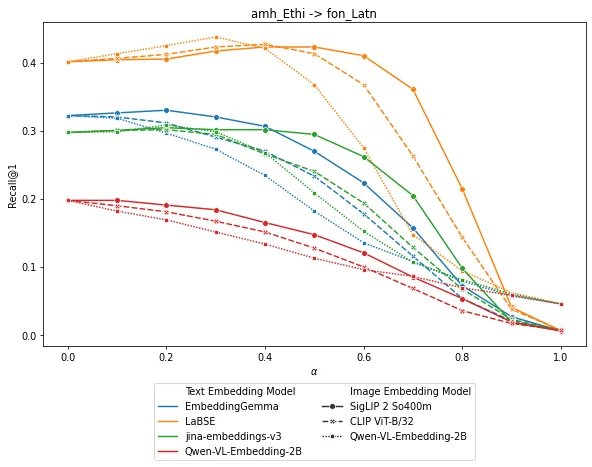 amh_Ethi -> fon_Latn
Recall@1
0.4
0.3
0.2
0.1
0.0
0.0 0.2 0.4 0.6 0.8 1.0
α
Text Embedding Model Image Embedding Model
EmbeddingGemma SigLIP 2 So400m
LaBSE CLIP ViT-B/32
jina-embeddings-v3 Qwen-VL-Embedding-2B
Qwen-VL-Embedding-2B